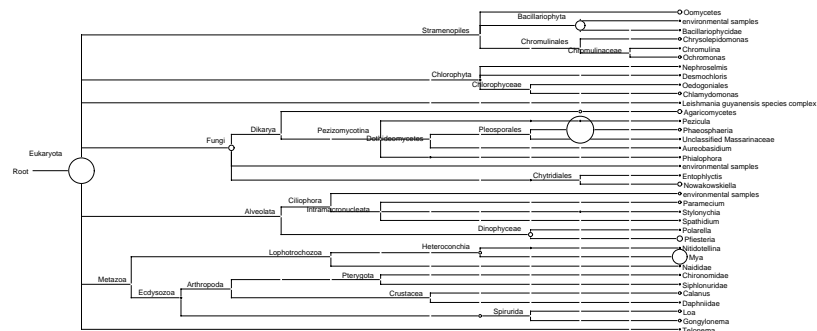 Oomycetes
Bacillariophyta
environmental samples
Stramenopiles
Bacillariophycidae
Chrysolepidomonas
Chromulinales
Chromulinaceae
Chromulina
Ochromonas
Nephroselmis
Chlorophyta
Desmochloris
Chlorophyceae
Oedogoniales
Chlamydomonas
Leishmania guyanensis species complex
Agaricomycetes
Pezicula
Dikarya
Pezizomycotina
Pleosporales
Phaeosphaeria
Fungi
Dothideomycetes
Unclassified Massarinaceae
Aureobasidium
Eukaryota
Phialophora
environmental samples
Root
Chytridiales
Entophlyctis
Nowakowskiella
environmental samples
Ciliophora
Paramecium
Alveolata
Intramacronucleata
Stylonychia
Spathidium
Dinophyceae
Polarella
Pfiesteria
Heteroconchia
Nitidotellina
Lophotrochozoa
Mya
Naididae
Metazoa
Arthropoda
Pterygota
Chironomidae
Siphlonuridae
Ecdysozoa
Crustacea
Calanus
Daphniidae
Spirurida
Loa
Gongylonema
Telonema